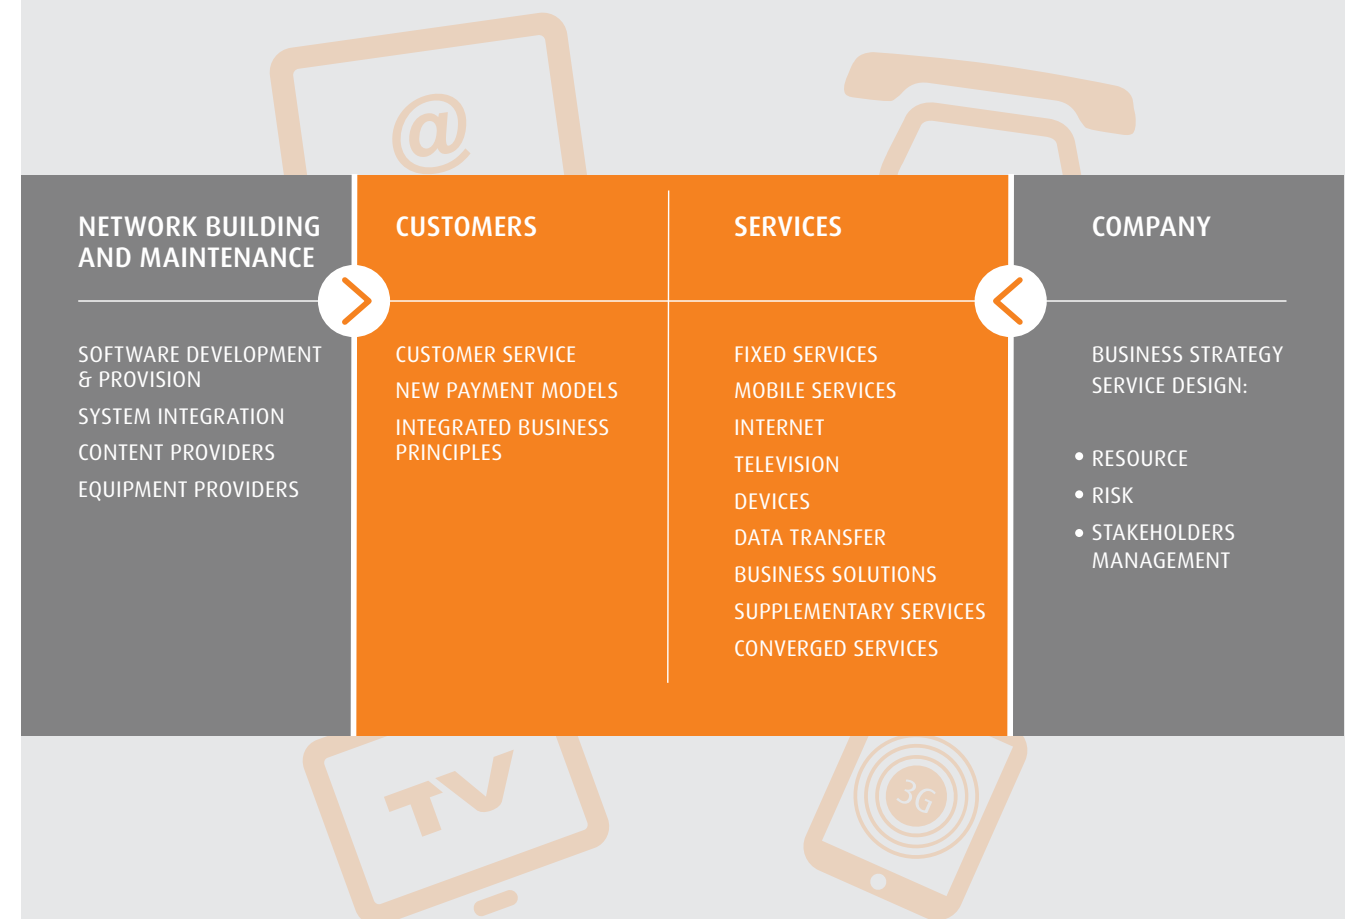 @
NETWORK BUILDING
AND MAINTENANCE
SOFTWARE DEVELOPMENT
& PROVISION
SYSTEM INTEGRATION
CONTENT PROVIDERS
EQUIPMENT PROVIDERS
CUSTOMERS
CUSTOMER SERVICE
NEW PAYMENT MODELS
INTEGRATED BUSINESS
PRINCIPLES
SERVICES
FIXED SERVICES
MOBILE SERVICES
INTERNET
TELEVISION
DEVICES
DATA TRANSFER
BUSINESS SOLUTIONS
SUPPLEMENTARY SERVICES
CONVERGED SERVICES
COMPANY
BUSINESS STRATEGY
SERVICE DESIGN:
• RESOURCE
• RISK
• STAKEHOLDERS
MANAGEMENT
TV
3G